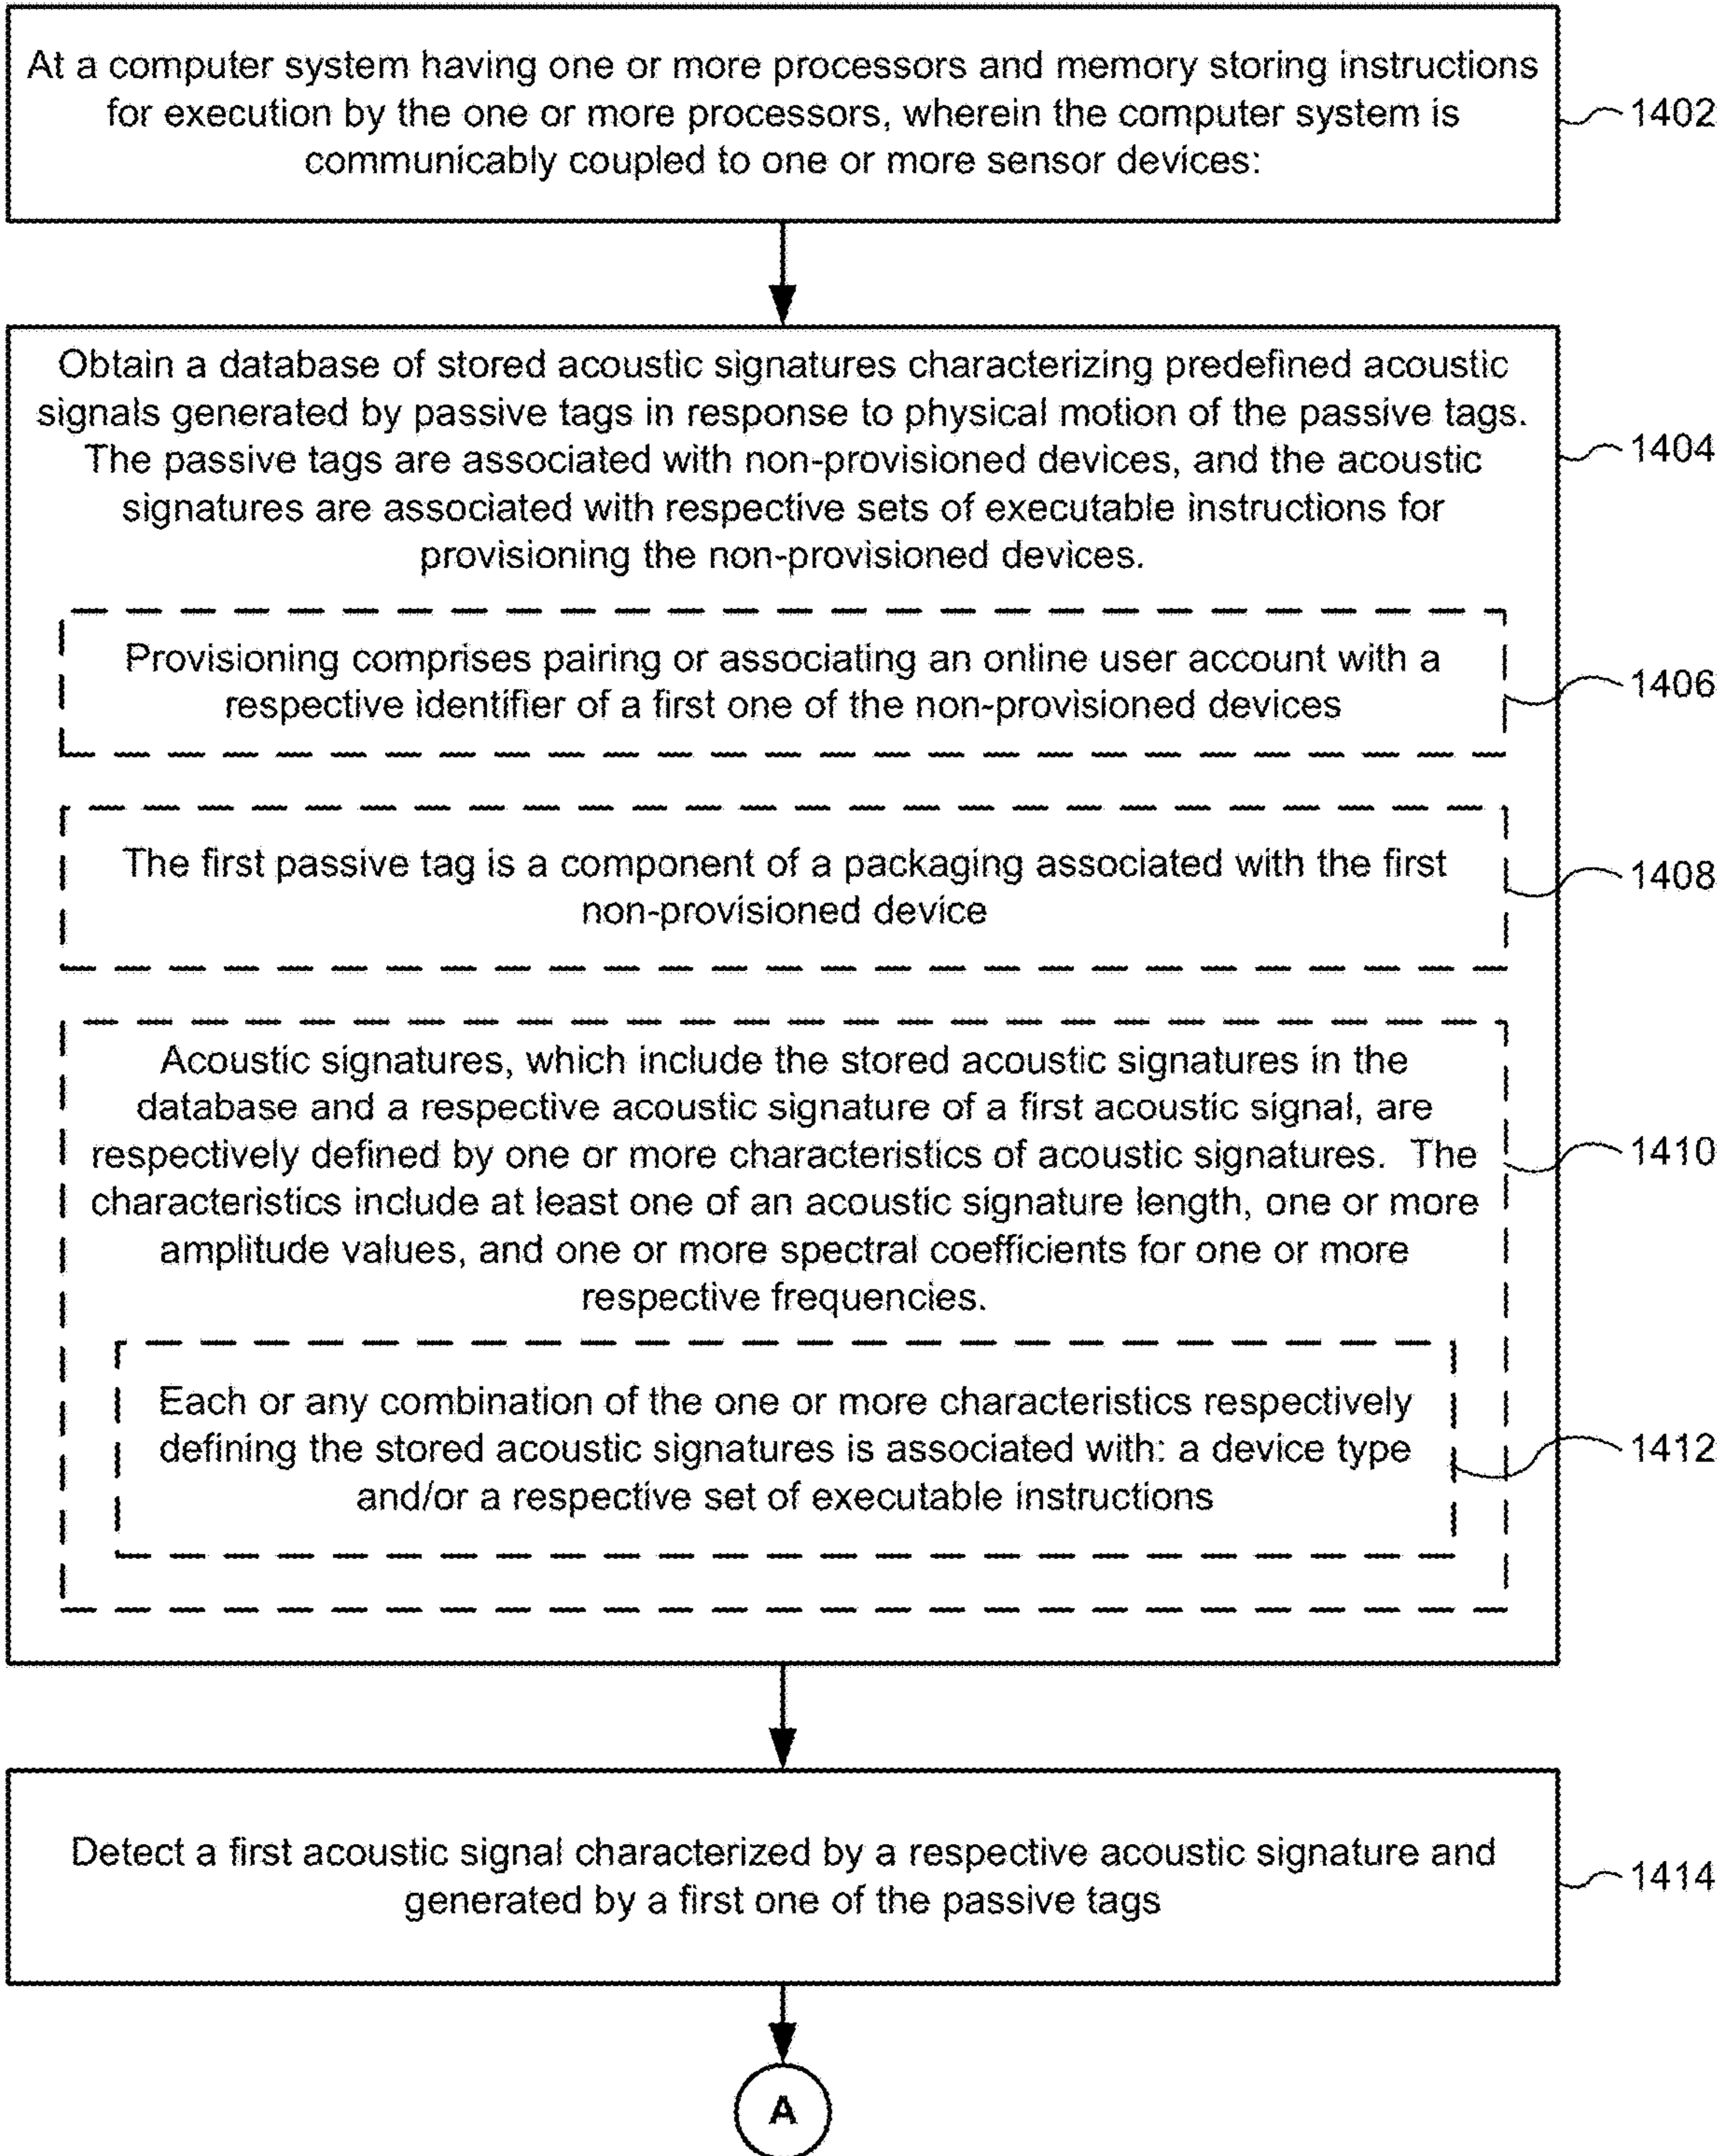 At a computer system having one or more processors and memory storing instructions
for execution by the one or more processors, wherein the computer system is
communicably coupled to one or more sensor devices:
1402
Obtain a database of stored acoustic signatures characterizing predefined acoustic
signals generated by passive tags in response to physical motion of the passive tags.
The passive tags are associated with non-provisioned devices, and the acoustic
signatures are associated with respective sets of executable instructions for
provisioning the non-provisioned devices.
1404
Provisioning comprises pairing or associating an online user account with a
respective identifier of a first one of the non-provisioned devices
1406
The first passive tag is a component of a packaging associated with the first
non-provisioned device
1408
Acoustic signatures, which include the stored acoustic signatures in the
database and a respective acoustic signature of a first acoustic signal, are
respectively defined by one or more characteristics of acoustic signatures. The
characteristics include at least one of an acoustic signature length, one or more
amplitude values, and one or more spectral coefficients for one or more
respective frequencies.
1410
Each or any combination of the one or more characteristics respectively
defining the stored acoustic signatures is associated with: a device type
and/or a respective set of executable instructions
1412
Detect a first acoustic signal characterized by a respective acoustic signature and
generated by a first one of the passive tags
1414
A